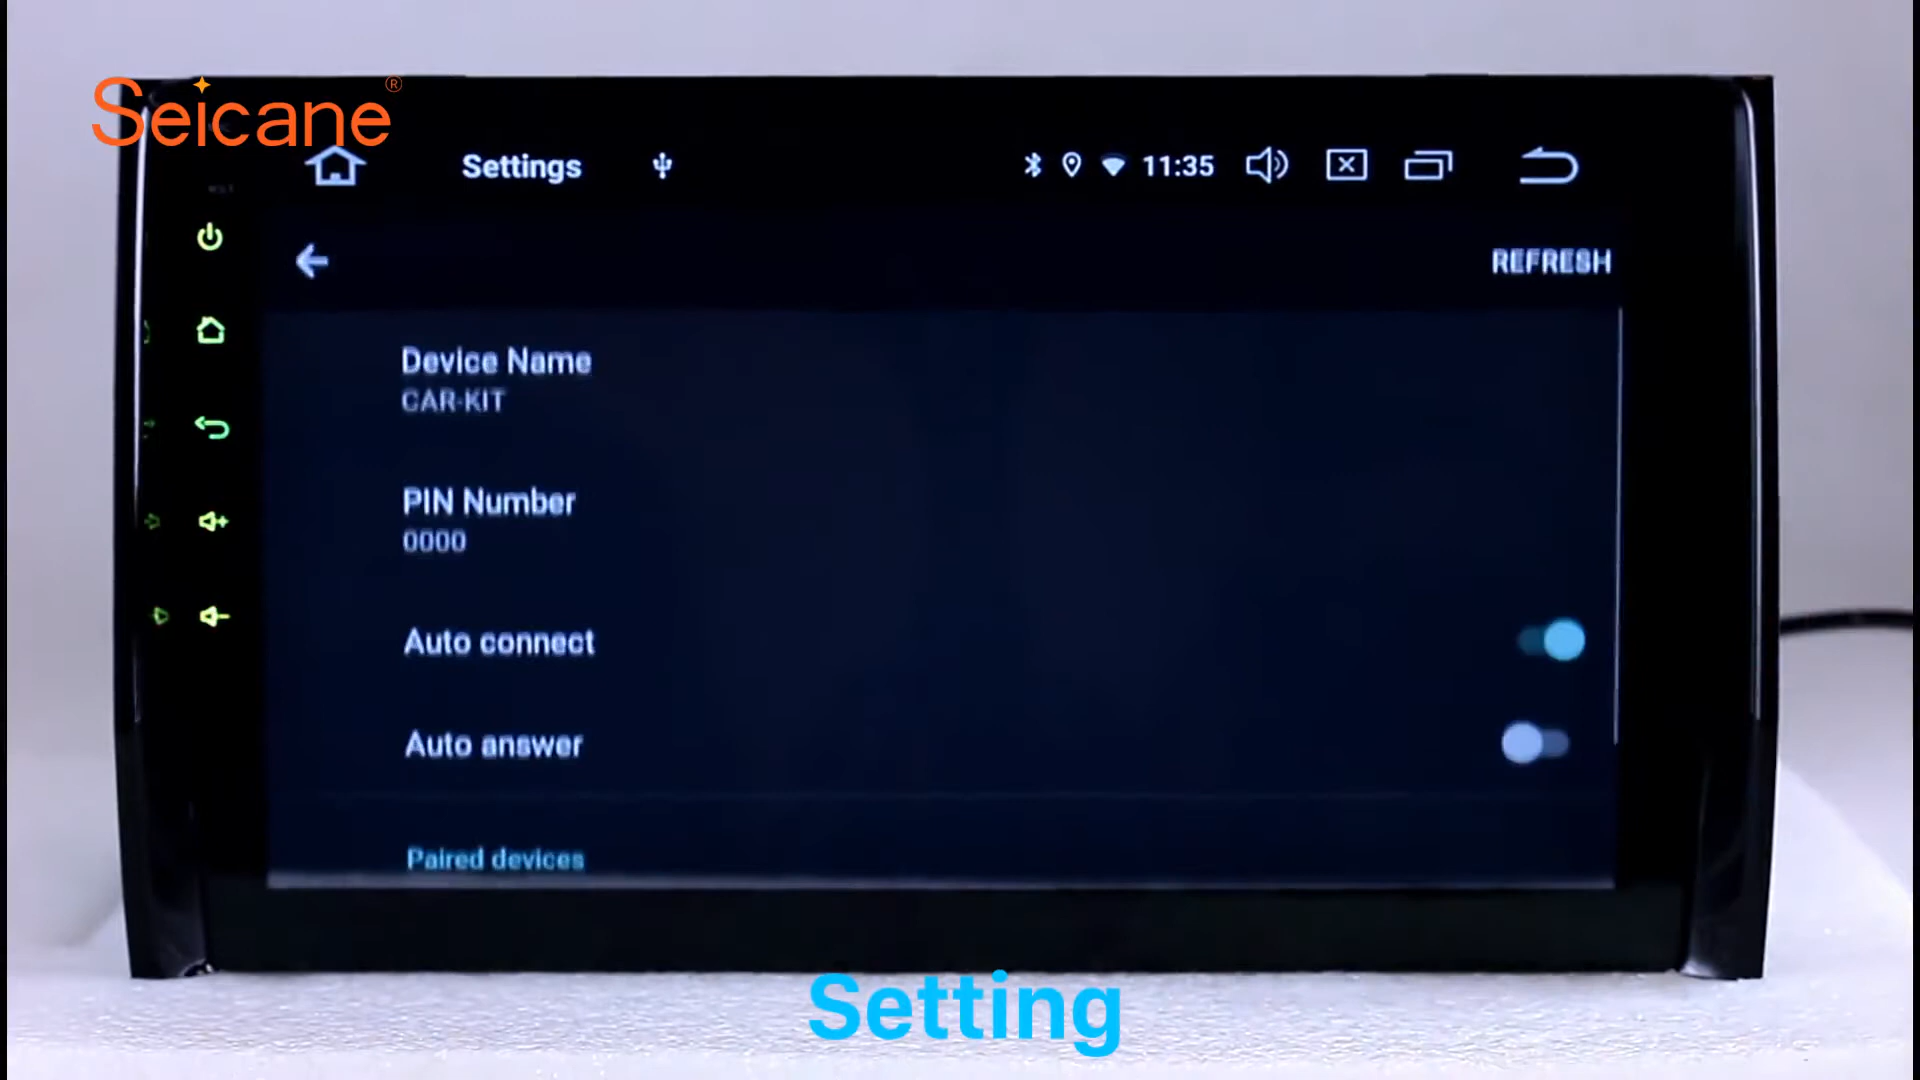 Seicane®
Settings 11:35
REFRESH
Device Name
CAR-KIT
PIN Number
0000
Auto connect
Auto answer
Paired devices
Setting